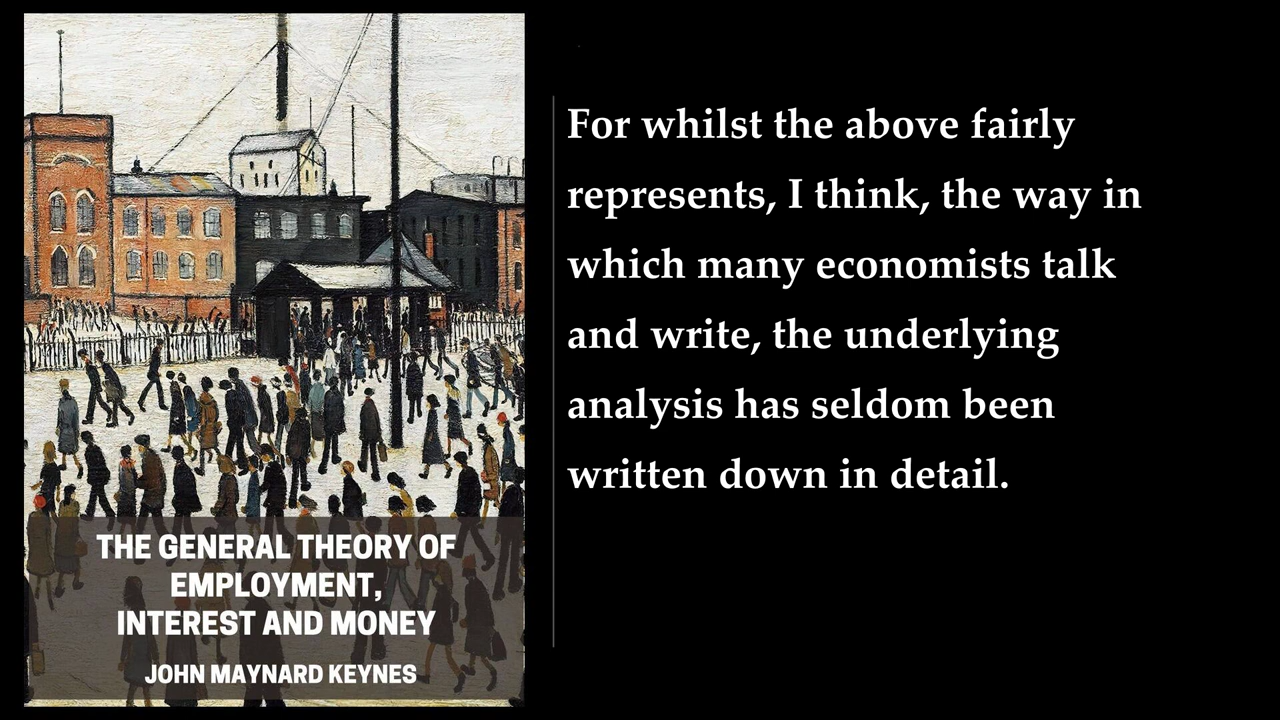 THE GENERAL THEORY OF
EMPLOYMENT,
INTEREST AND MONEY
JOHN MAYNARD KEYNES
For whilst the above fairly
represents, I think, the way in
which many economists talk
and write, the underlying
analysis has seldom been
written down in detail.